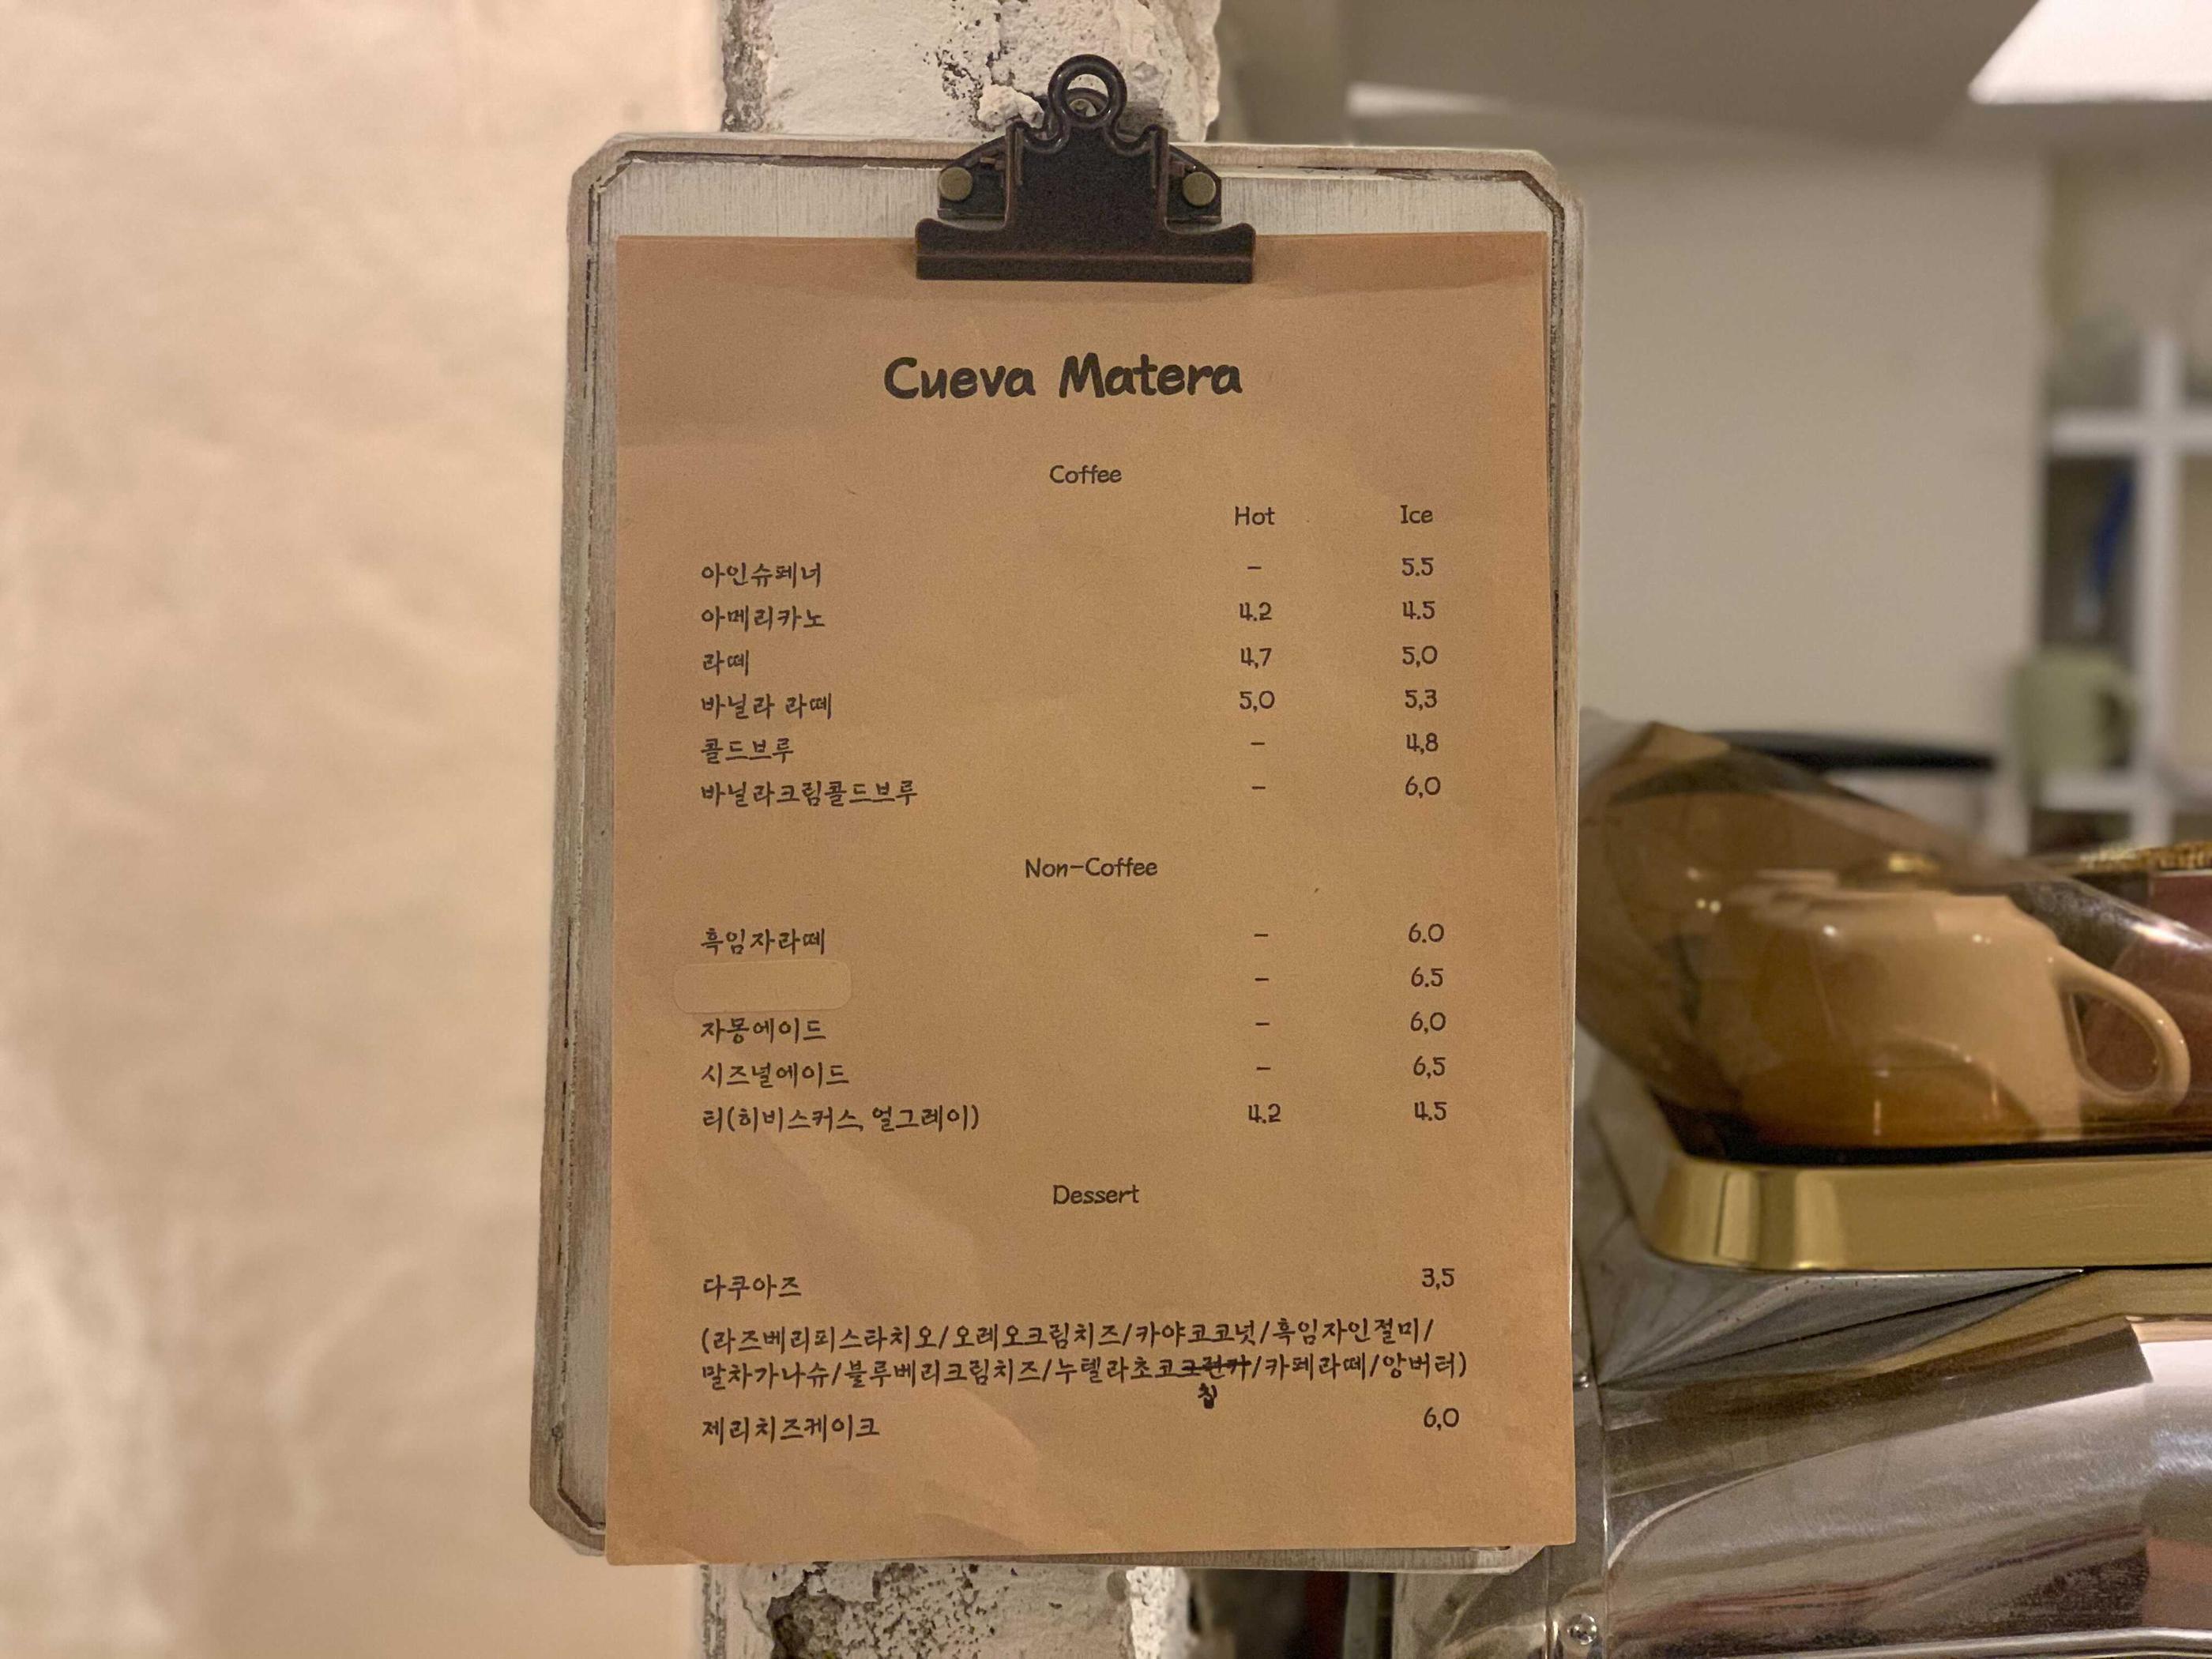 Cueva Matera
Coffee
Hot Ice
아인슈페너 - 5.5
아메리카노 4.2 4.5
라떼 4,7 5,0
바닐라 라떼 5,0 5,3
콜드브루 - 4,8
바닐라크림콜드브루 - 6,0
Non-Coffee
흑임자라떼 - 6.0
- 6.5
자몽에이드 - 6,0
시즈널에이드 - 6,5
티(히비스커스, 얼그레이) 4.2 4.5
Dessert
다쿠아즈 3,5
(라즈베리피스타치오/오레오크림치즈/카야코코넛/흑임자인절미/
말차가나슈/블루베리크림치즈/누텔라초코크런키/카페라떼/앙버터)
칩
제리치즈케이크 6,0